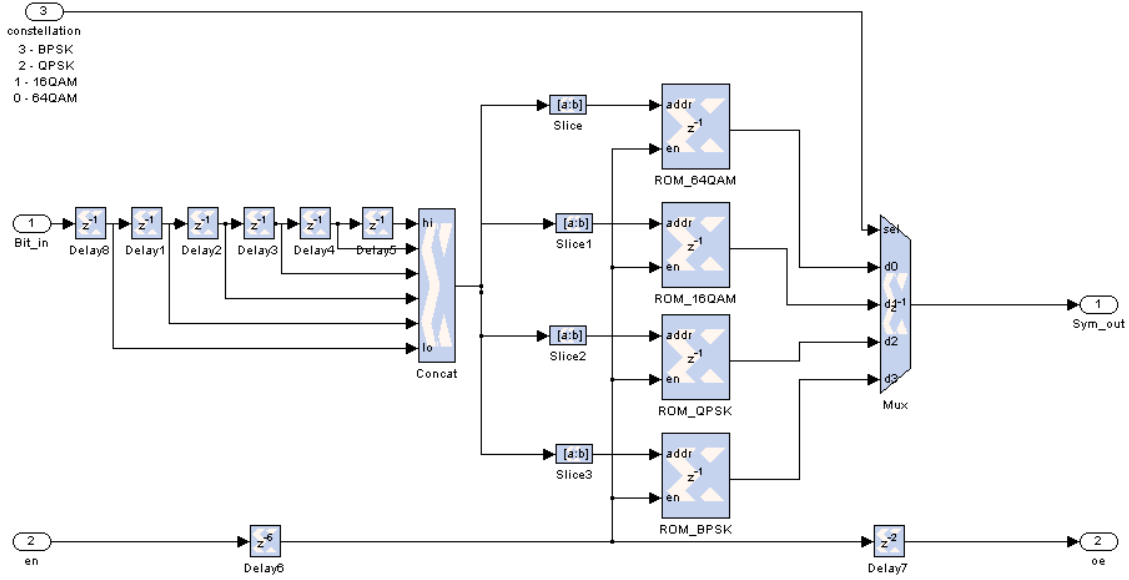 3
constellation
3 - BPSK
2 - QPSK
1 - 16QAM
0 - 64QAM
[a:b]
Slice
addr
z-1
en
ROM_64QAM
1
Bit_in
z-1
Delay8
z-1
Delay1
z-1
Delay2
z-1
Delay3
z-1
Delay4
z-1
Delay5
hi
lo
Concat
[a:b]
Slice1
addr
z-1
en
ROM_16QAM
[a:b]
Slice2
addr
z-1
en
ROM_QPSK
[a:b]
Slice3
addr
z-1
en
ROM_BPSK
sel
d0
d1
z-1
d2
d3
Mux
1
Sym_out
2
en
z-6
Delay6
z-2
Delay7
2
oe